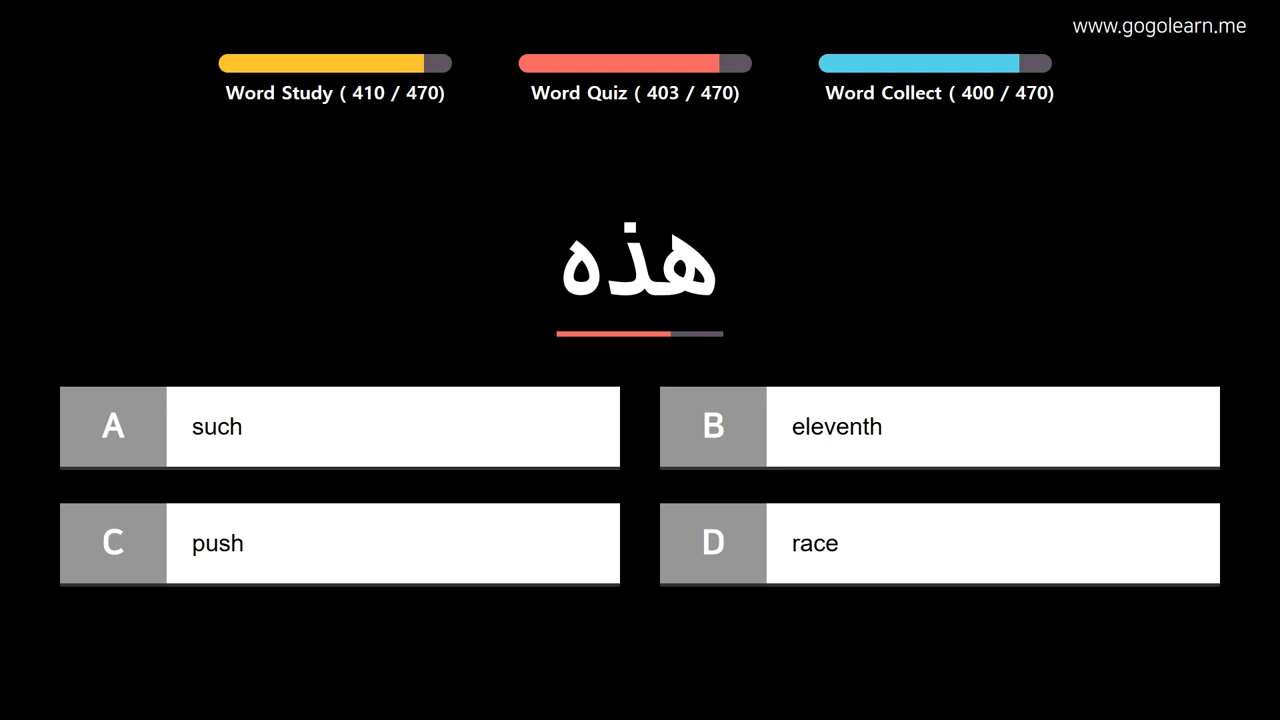 www.gogolearn.me
Word Study ( 410 / 470)
Word Quiz ( 403 / 470)
Word Collect ( 400 / 470)
هذه
A such
B eleventh
C push
D race